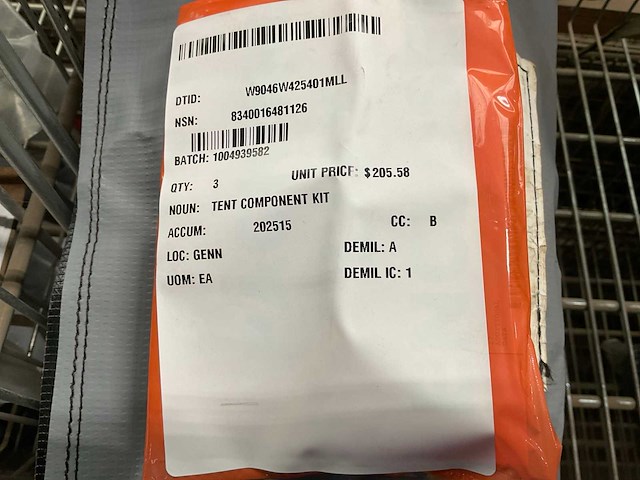 DTID: W9046W425401MLL
NSN: 8340016481126
BATCH: 1004939582
QTY: 3 UNIT PRICE: $205.58
NOUN: TENT COMPONENT KIT
ACCUM: 202515 CC: B
LOC: GENN DEMIL: A
UOM: EA DEMIL IC: 1